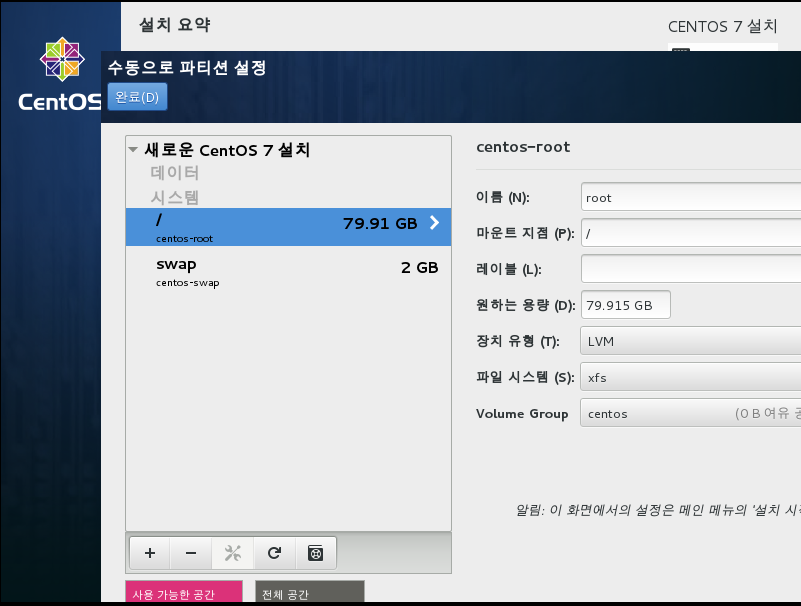 설치 요약
CENTOS 7 설치
CentOS
수동으로 파티션 설정
완료(D)
새로운 CentOS 7 설치
데이터
시스템
/ 79.91 GB
centos-root
swap 2 GB
centos-swap
centos-root
이름 (N): root
마운트 지점 (P): /
레이블 (L):
원하는 용량 (D): 79.915 GB
장치 유형 (T): LVM
파일 시스템 (S): xfs
Volume Group centos (0 B 여유
알림: 이 화면에서의 설정은 메인 메뉴의 '설치
사용 가능한 공간
전체 공간